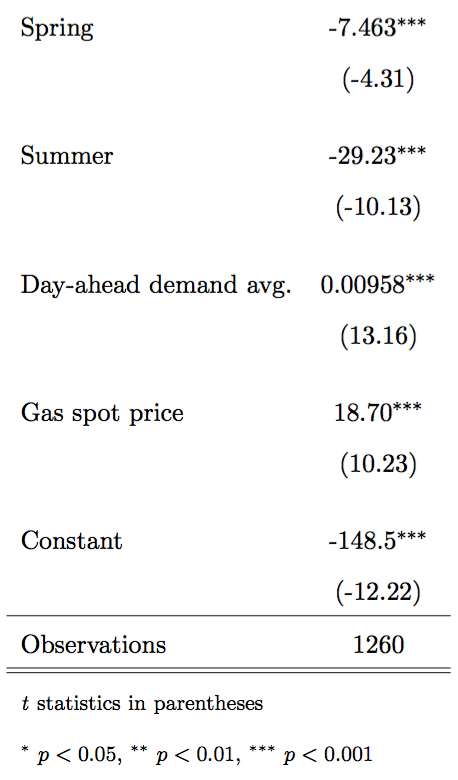 Spring -7.463***
(-4.31)
Summer -29.23***
(-10.13)
Day-ahead demand avg. 0.00958***
(13.16)
Gas spot price 18.70***
(10.23)
Constant -148.5***
(-12.22)
Observations 1260
t statistics in parentheses
* p < 0.05, ** p < 0.01, *** p < 0.001